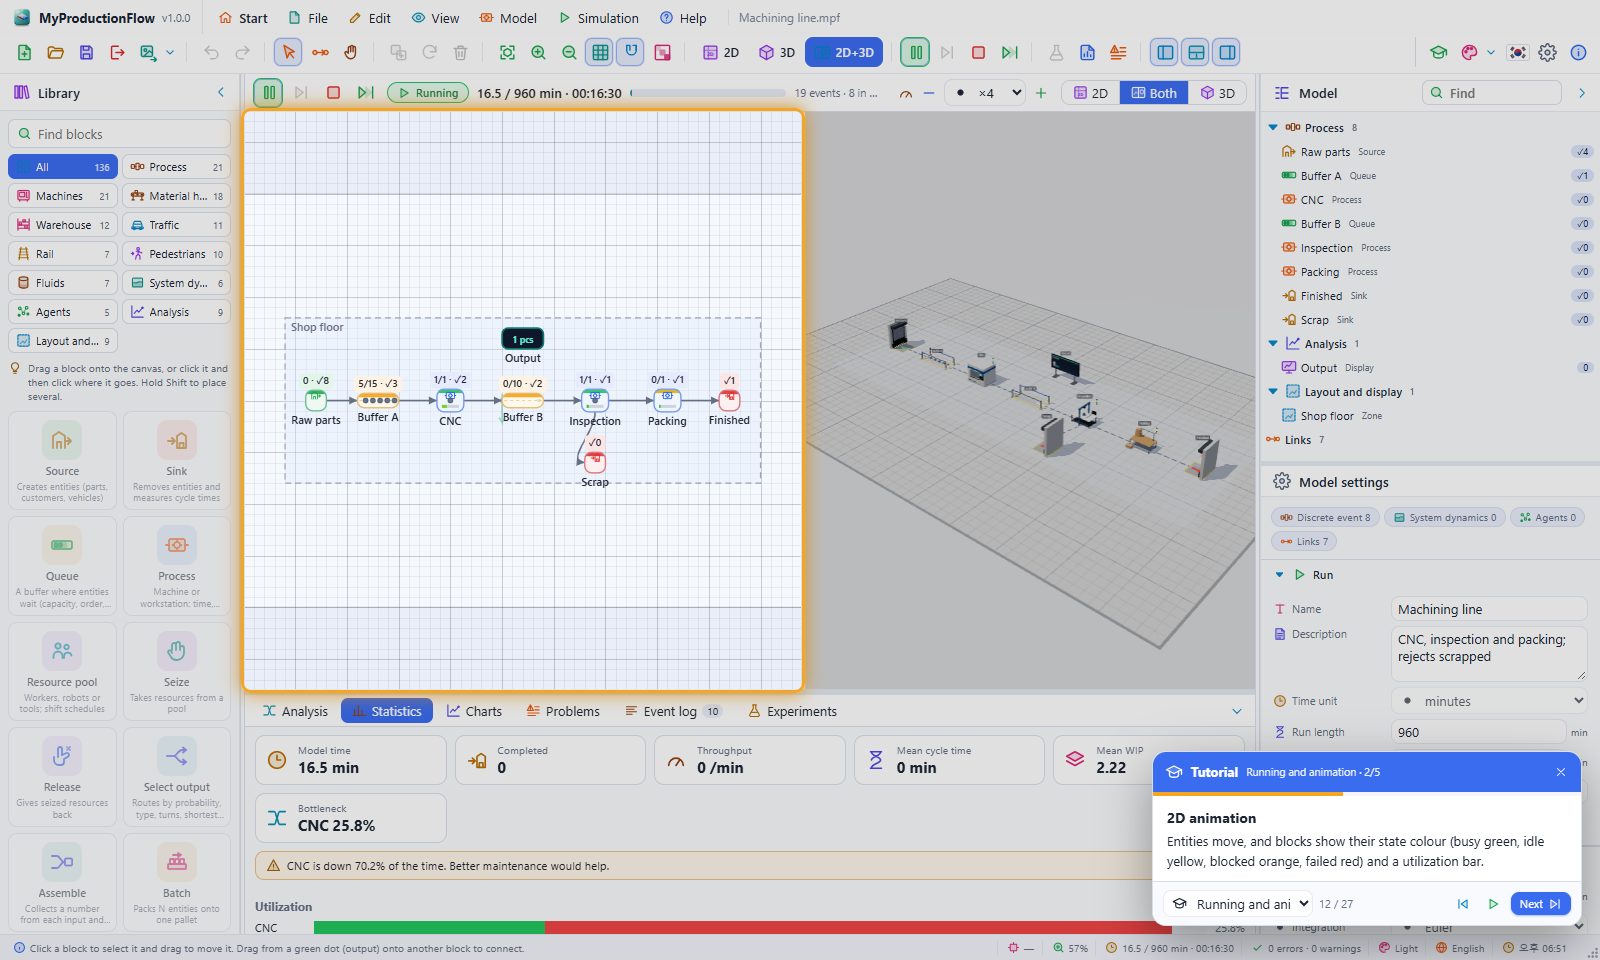 MyProductionFlow v1.0.0
Start
File
Edit
View
Model
Simulation
Help
Machining line.mpf
2D
3D
2D+3D
Library
Find blocks
All 136
Process 21
Machines 21
Material h... 18
Warehouse 12
Traffic 11
Rail 7
Pedestrians 10
Fluids 7
System dy... 6
Agents 5
Analysis 9
Layout and... 9
Drag a block onto the canvas, or click it and
then click where it goes. Hold Shift to place
several.
Source
Creates entities (parts,
customers, vehicles)
Sink
Removes entities and
measures cycle times
Queue
A buffer where entities
wait (capacity, order,...
Process
Machine or
workstation: time,...
Resource pool
Workers, robots or
tools; shift schedules
Seize
Takes resources from a
pool
Release
Gives seized resources
back
Select output
Routes by probability,
type, turns, shortest...
Assemble
Collects a number
from each input and...
Batch
Packs N entities onto
one pallet
Running
16.5 / 960 min · 00:16:30
19 events · 8 in ...
×4
2D
Both
3D
Shop floor
1 pcs
Output
0 · ✓8
Raw parts
5/15 · ✓3
Buffer A
1/1 · ✓2
CNC
0/10 · ✓2
Buffer B
1/1 · ✓1
Inspection
0/1 · ✓1
Packing
✓1
Finished
✓0
Scrap
Analysis
Statistics
Charts
Problems
Event log 10
Experiments
Model time
16.5 min
Completed
0
Throughput
0 /min
Mean cycle time
0 min
Mean WIP
2.22
Bottleneck
CNC 25.8%
CNC is down 70.2% of the time. Better maintenance would help.
Utilization
CNC
25.8%
Model
Find
Process 8
Raw parts Source ✓4
Buffer A Queue ✓1
CNC Process ✓0
Buffer B Queue ✓0
Inspection Process ✓0
Packing Process ✓0
Finished Sink ✓0
Scrap Sink ✓0
Analysis 1
Output Display 0
Layout and display 1
Shop floor Zone
Links 7
Model settings
Discrete event 8
System dynamics 0
Agents 0
Links 7
Run
Name
Machining line
Description
CNC, inspection and packing;
rejects scrapped
Time unit
minutes
Run length
960
min
Tutorial Running and animation · 2/5
2D animation
Entities move, and blocks show their state colour (busy green, idle
yellow, blocked orange, failed red) and a utilization bar.
Running and ani
12 / 27
Next
Integration
Euler
Click a block to select it and drag to move it. Drag from a green dot (output) onto another block to connect.
—
57%
16.5 / 960 min · 00:16:30
0 errors · 0 warnings
Light
English
오후 06:51